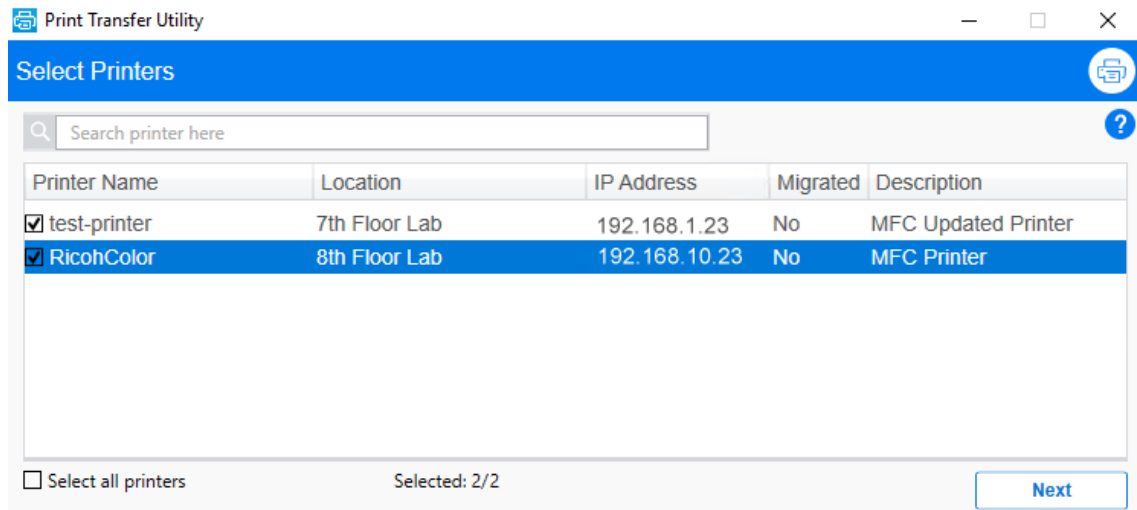 Print Transfer Utility
Select Printers
Search printer here
?
Printer Name Location IP Address Migrated Description
test-printer 7th Floor Lab 192.168.1.23 No MFC Updated Printer
RicohColor 8th Floor Lab 192.168.10.23 No MFC Printer
Select all printers Selected: 2/2 Next